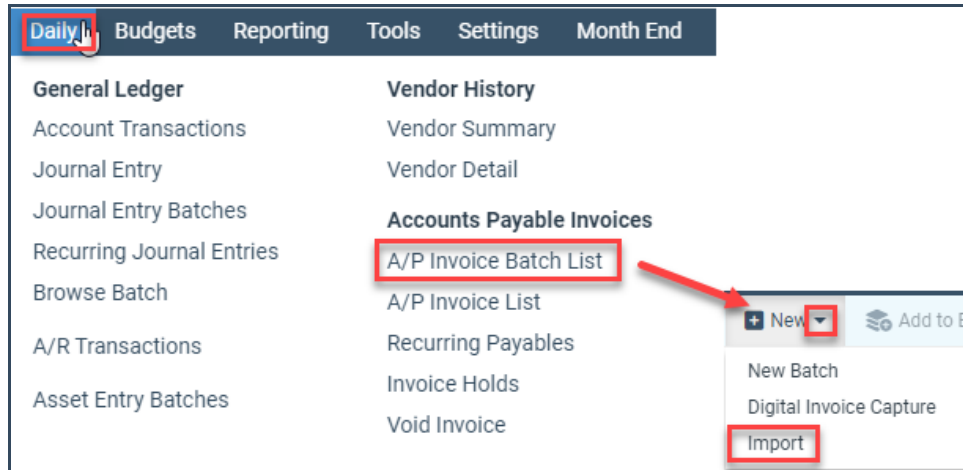 Daily Budgets Reporting Tools Settings Month End
General Ledger
Account Transactions
Journal Entry
Journal Entry Batches
Recurring Journal Entries
Browse Batch
A/R Transactions
Asset Entry Batches
Vendor History
Vendor Summary
Vendor Detail
Accounts Payable Invoices
A/P Invoice Batch List
A/P Invoice List
Recurring Payables
Invoice Holds
Void Invoice
New Add to
New Batch
Digital Invoice Capture
Import